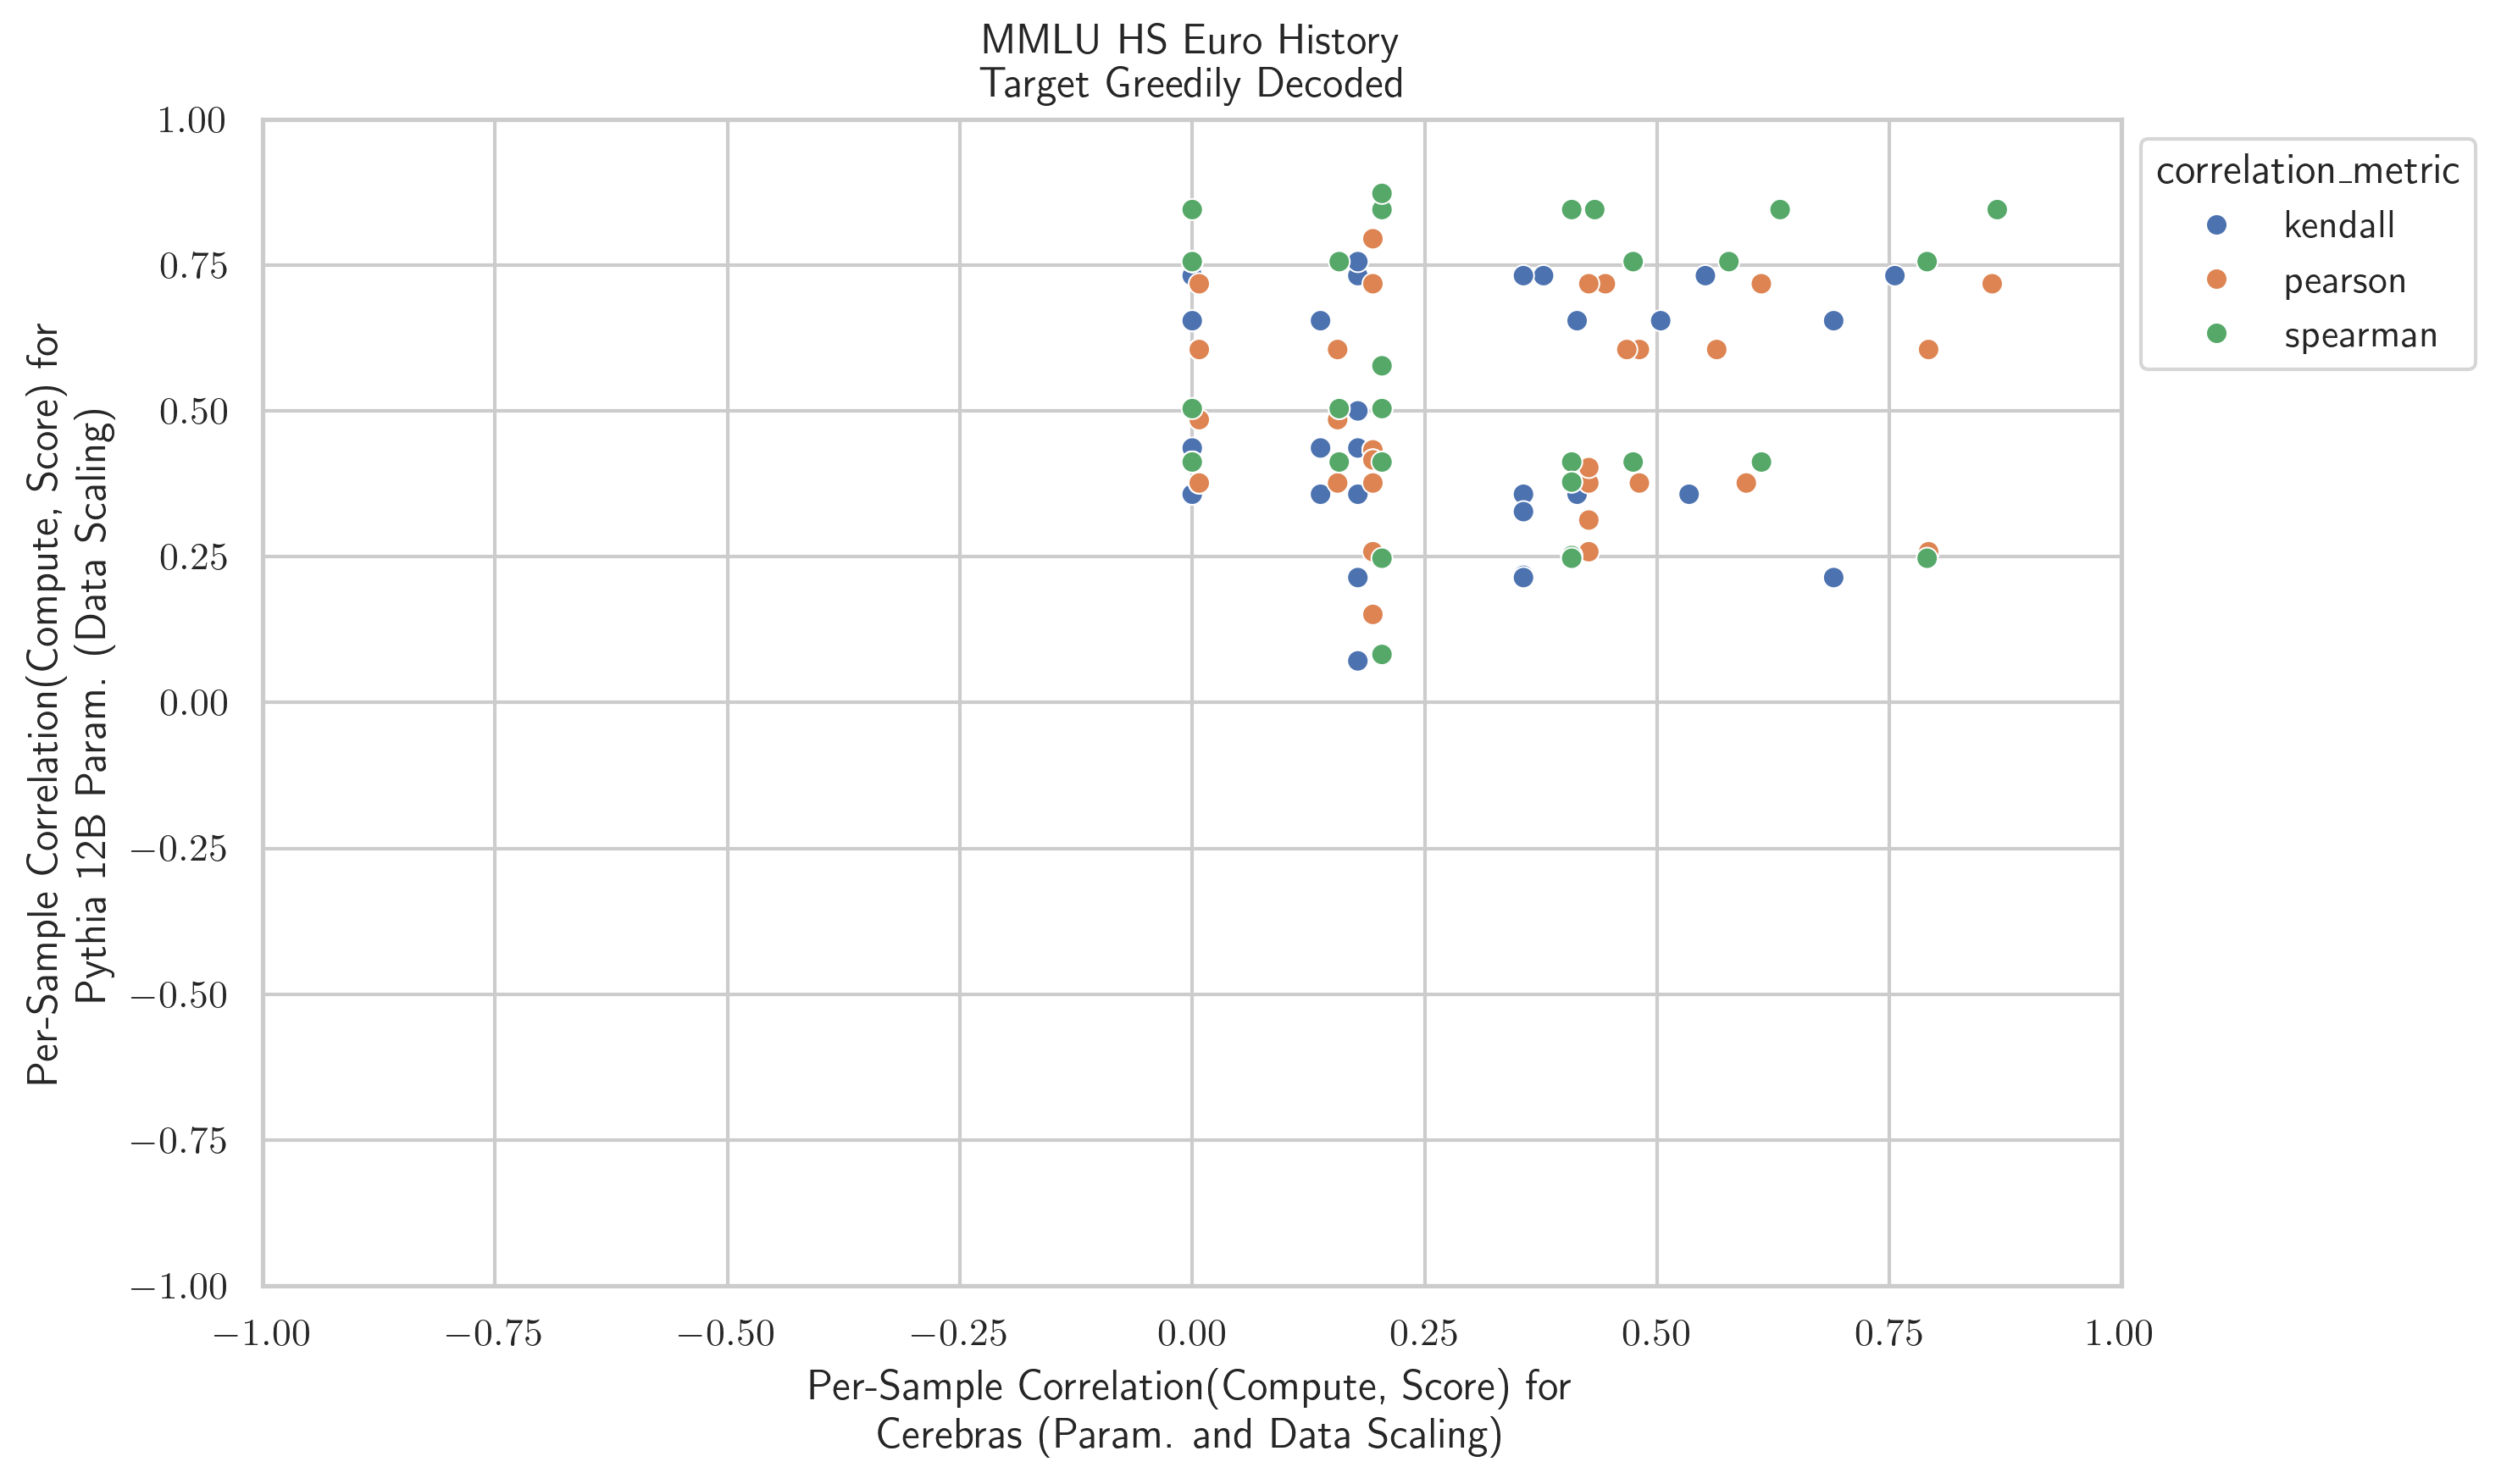 MMLU HS Euro History
Target Greedily Decoded
1.00
0.75
0.50
0.25
0.00
−0.25
−0.50
−0.75
−1.00
Per-Sample Correlation(Compute, Score) for
Pythia 12B Param. (Data Scaling)
−1.00 −0.75 −0.50 −0.25 0.00 0.25 0.50 0.75 1.00
Per-Sample Correlation(Compute, Score) for
Cerebras (Param. and Data Scaling)
correlation_metric
kendall
pearson
spearman